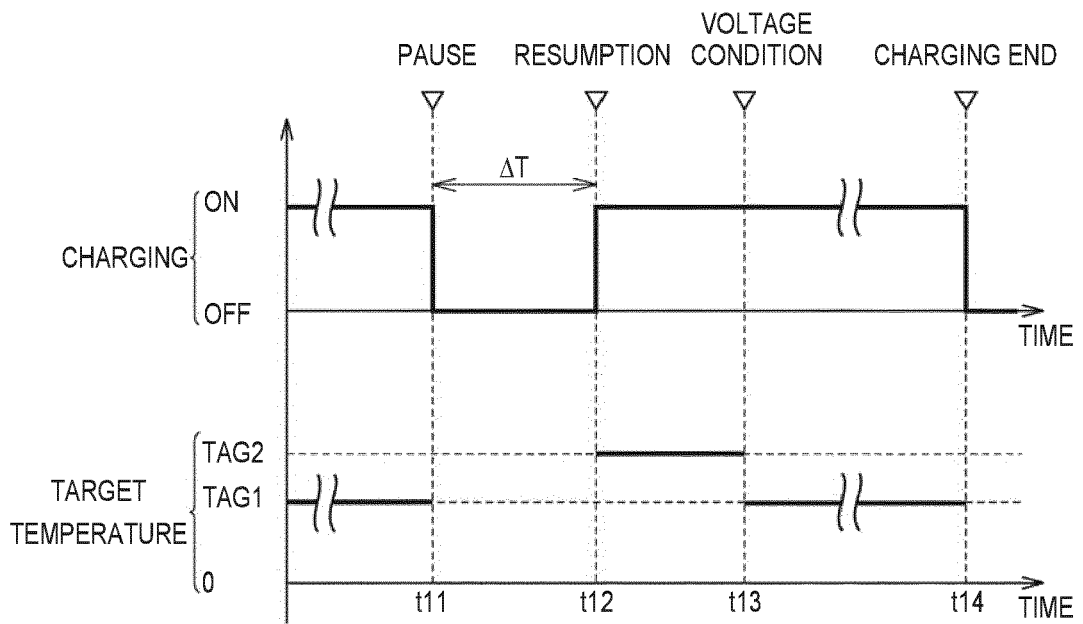 VOLTAGE
PAUSE RESUMPTION CONDITION CHARGING END
ΔT
ON
CHARGING
OFF
TIME
TAG2
TARGET TAG1
TEMPERATURE
0
t11 t12 t13 t14 TIME